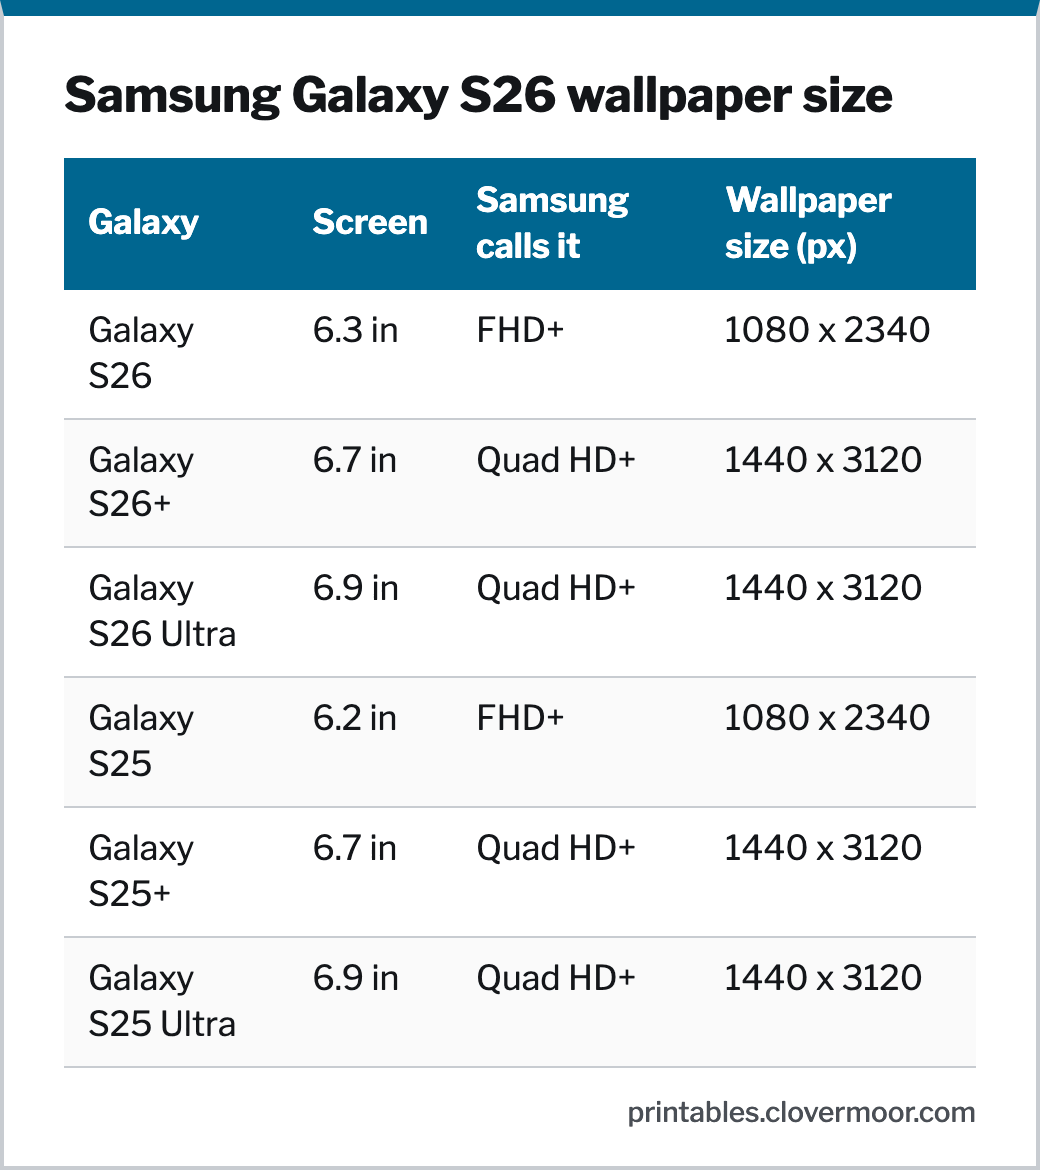 Samsung Galaxy S26 wallpaper size
Galaxy
Screen
Samsung
calls it
Wallpaper
size (px)
Galaxy
S26
6.3 in
FHD+
1080 x 2340
Galaxy
S26+
6.7 in
Quad HD+
1440 x 3120
Galaxy
S26 Ultra
6.9 in
Quad HD+
1440 x 3120
Galaxy
S25
6.2 in
FHD+
1080 x 2340
Galaxy
S25+
6.7 in
Quad HD+
1440 x 3120
Galaxy
S25 Ultra
6.9 in
Quad HD+
1440 x 3120
printables.clovermoor.com